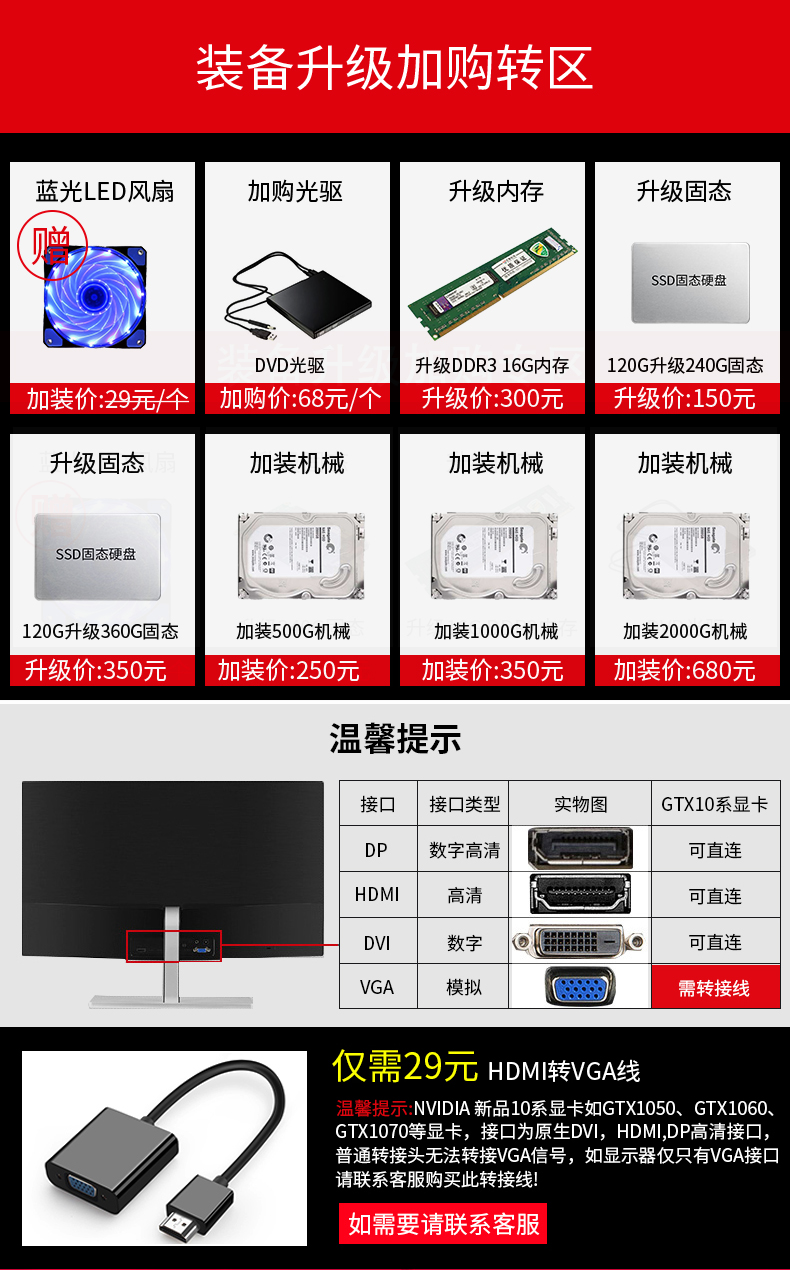 装备升级加购转区
蓝光LED风扇
赠
加装价:29元/个
加购光驱
DVD光驱
加购价:68元/个
升级内存
优质保证
升级DDR3 16G内存
升级价:300元
升级固态
SSD固态硬盘
120G升级240G固态
升级价:150元
升级固态
SSD固态硬盘
120G升级360G固态
升级价:350元
加装机械
加装500G机械
加装价:250元
加装机械
加装1000G机械
加装价:350元
加装机械
加装2000G机械
加装价:680元
温馨提示
接口 接口类型 实物图 GTX10系显卡
DP 数字高清 可直连
HDMI 高清 可直连
DVI 数字 可直连
VGA 模拟 需转接线
仅需29元 HDMI转VGA线
温馨提示:NVIDIA 新品10系显卡如GTX1050、GTX1060、
GTX1070等显卡，接口为原生DVI，HDMI,DP高清接口，
普通转接头无法转接VGA信号，如显示器仅只有VGA接口
请联系客服购买此转接线!
如需要请联系客服